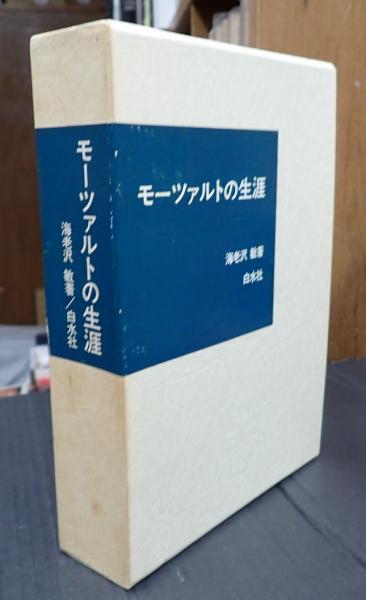 モーツァルトの生涯
海老沢 敏著/白水社
モーツァルトの生涯
海老沢 敏著
白水社